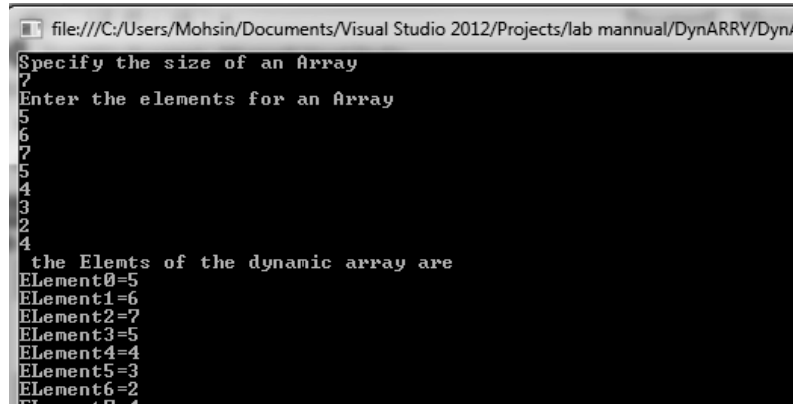 file:///C:/Users/Mohsin/Documents/Visual Studio 2012/Projects/lab mannual/DynARRY/Dyn
Specify the size of an Array
7
Enter the elements for an Array
5
6
7
5
4
3
2
4
the Elemts of the dynamic array are
ELement0=5
ELement1=6
ELement2=7
ELement3=5
ELement4=4
ELement5=3
ELement6=2